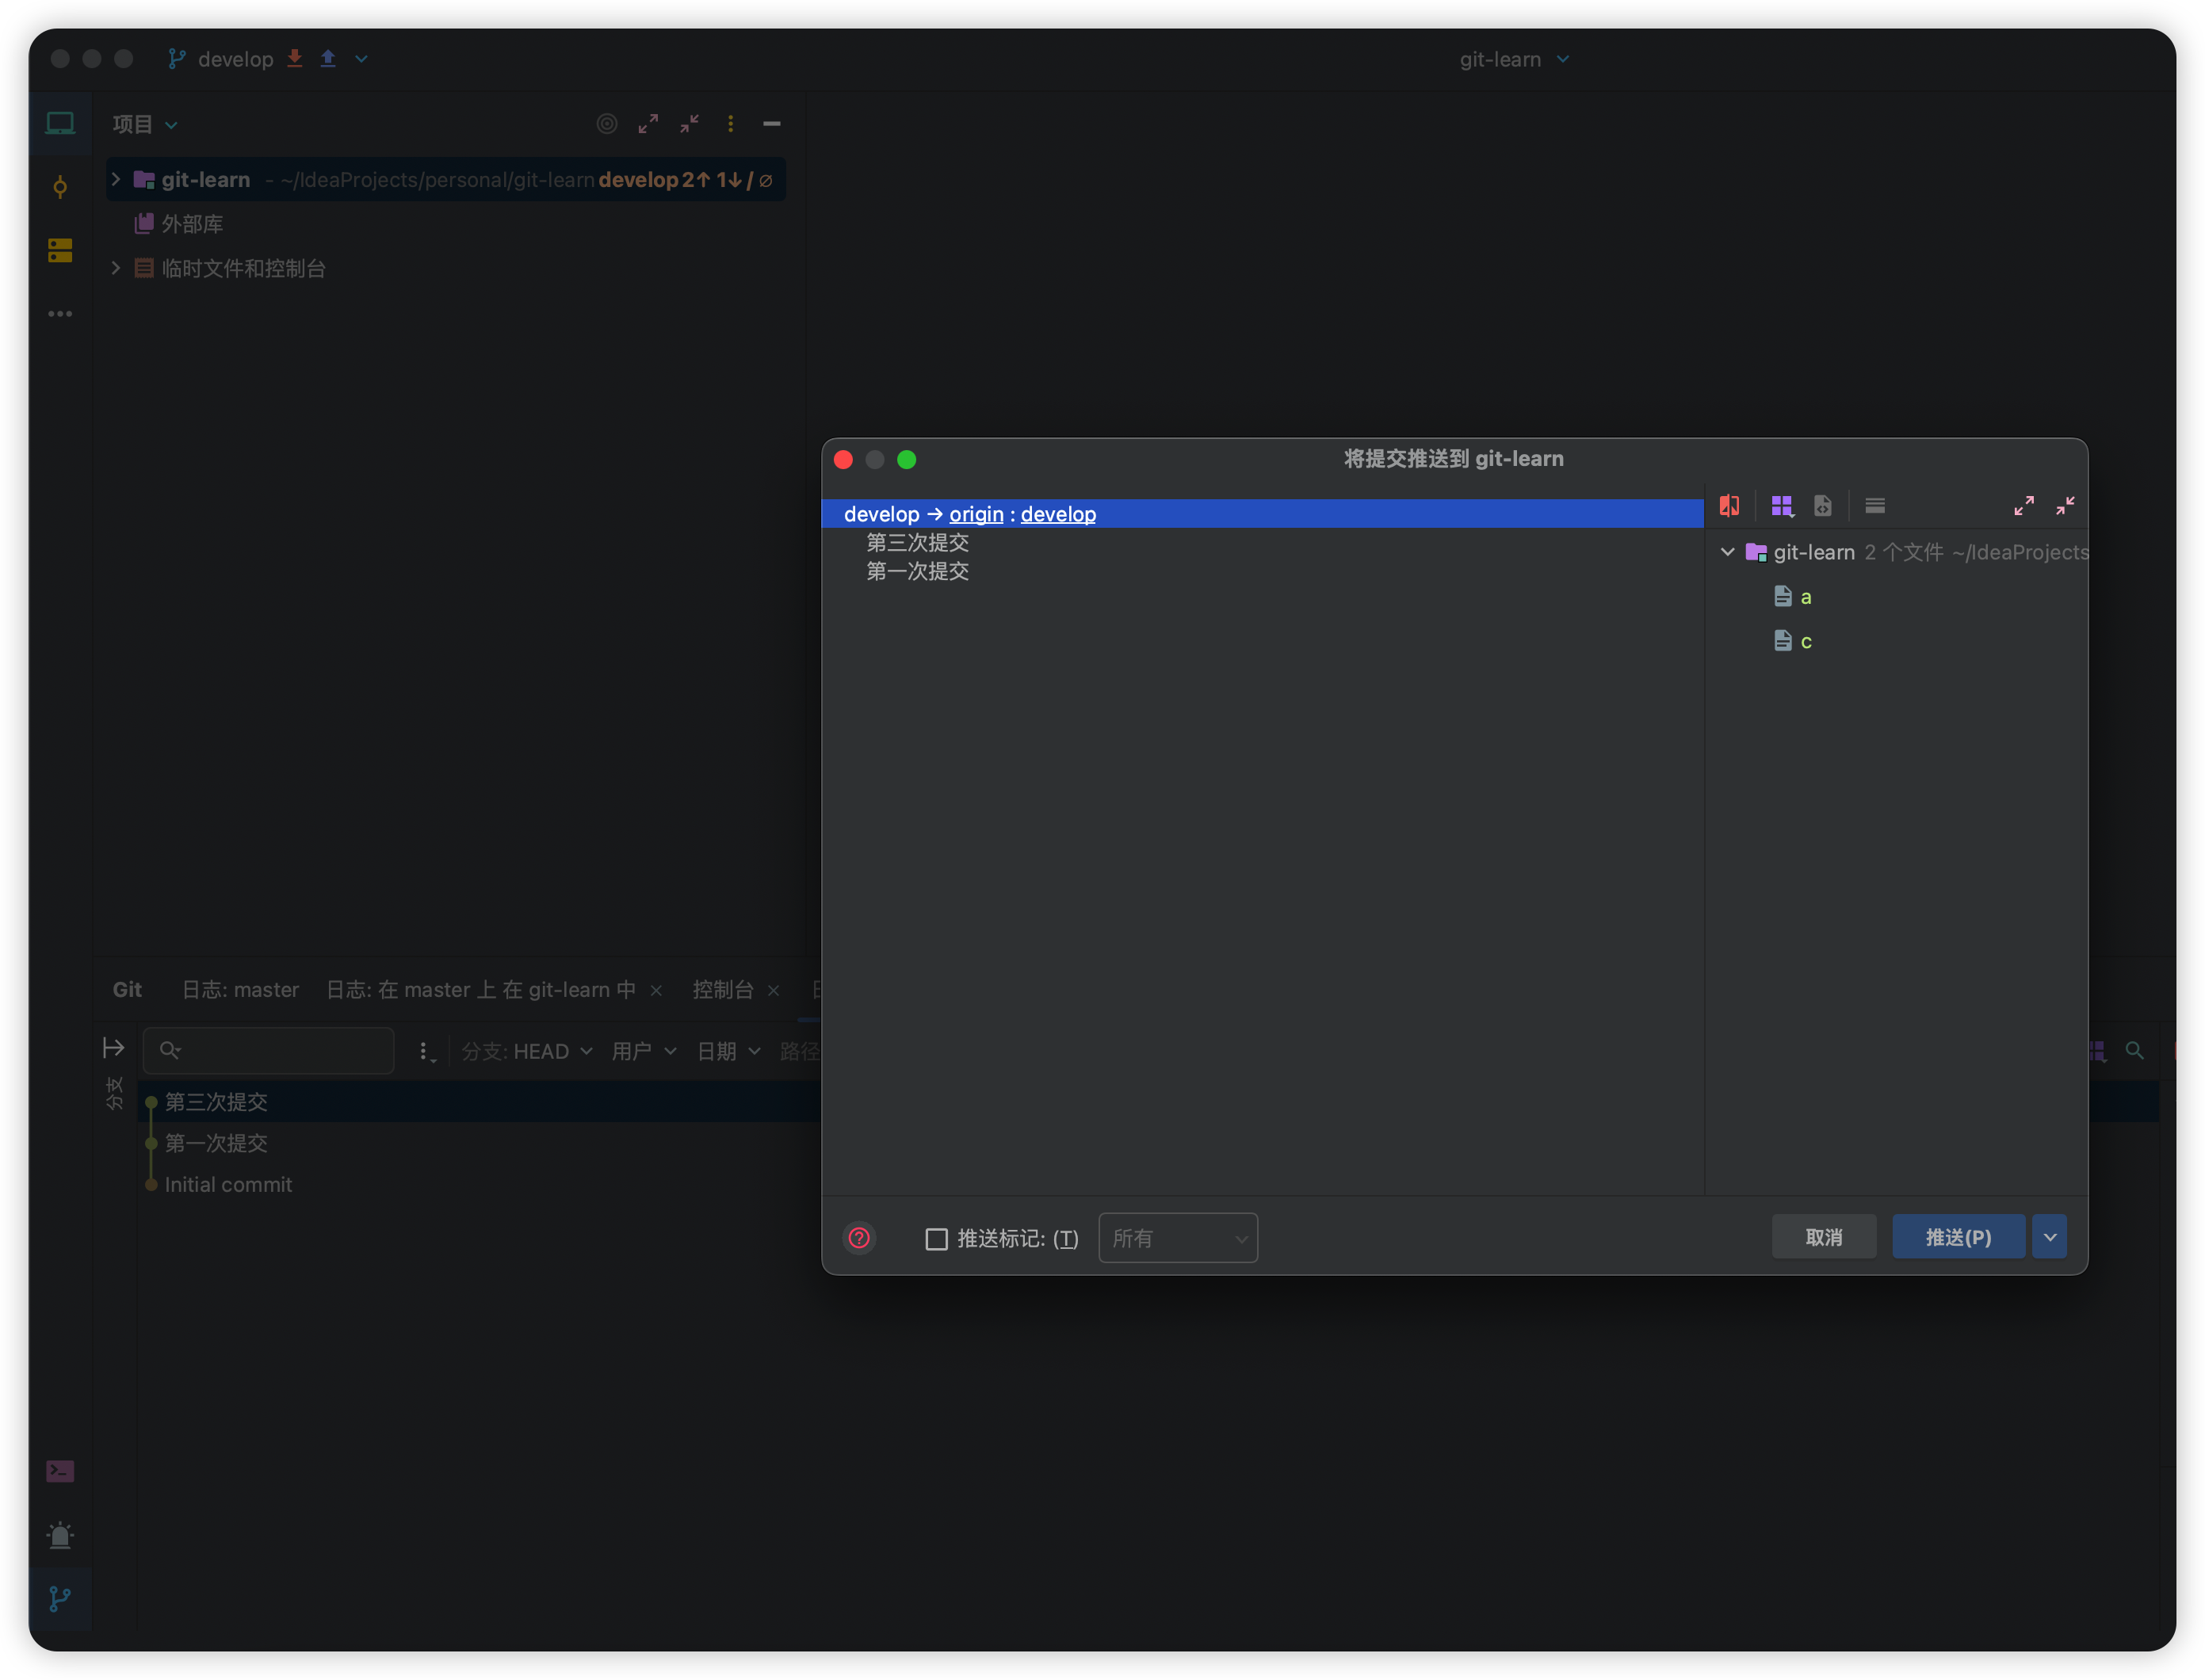 develop
git-learn
项目
git-learn - ~/IdeaProjects/personal/git-learn develop 2↑ 1↓ / ∅
外部库
临时文件和控制台
将提交推送到 git-learn
develop → origin : develop
第三次提交
第一次提交
git-learn 2 个文件 ~/IdeaProjects
a
c
推送标记: (T)
所有
取消
推送(P)
Git
日志: master
日志: 在 master 上 在 git-learn 中
控制台
分支: HEAD
用户
日期
路径
分支
第三次提交
第一次提交
Initial commit